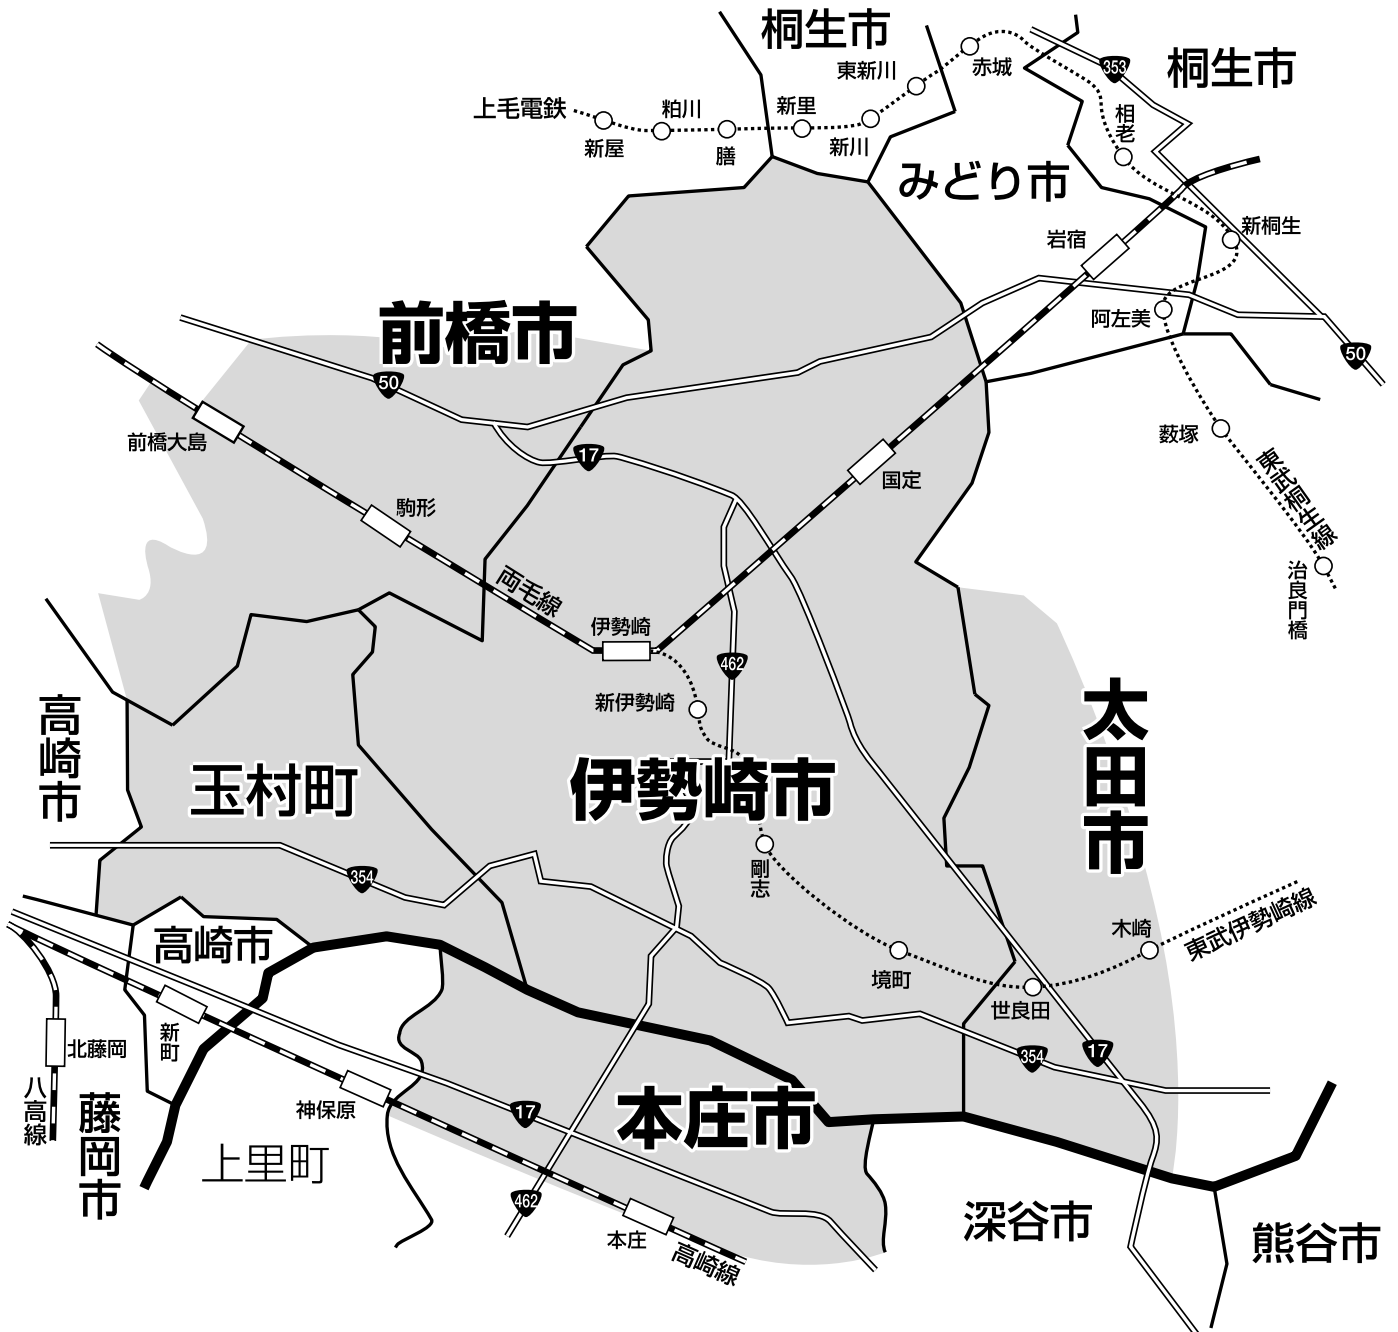 桐生市
桐生市
赤城
東新川
353
上毛電鉄
粕川
新里
相老
新屋
膳
新川
みどり市
新桐生
岩宿
阿左美
前橋市
50
50
前橋大島
17
藪塚
国定
駒形
東武桐生線
両毛線
治良門橋
伊勢崎
462
新伊勢崎
高崎市
太田市
玉村町
伊勢崎市
354
剛志
高崎市
木崎
東武伊勢崎線
境町
世良田
新町
北藤岡
354
17
八高線
藤岡市
神保原
17
本庄市
上里町
462
本庄
高崎線
深谷市
熊谷市